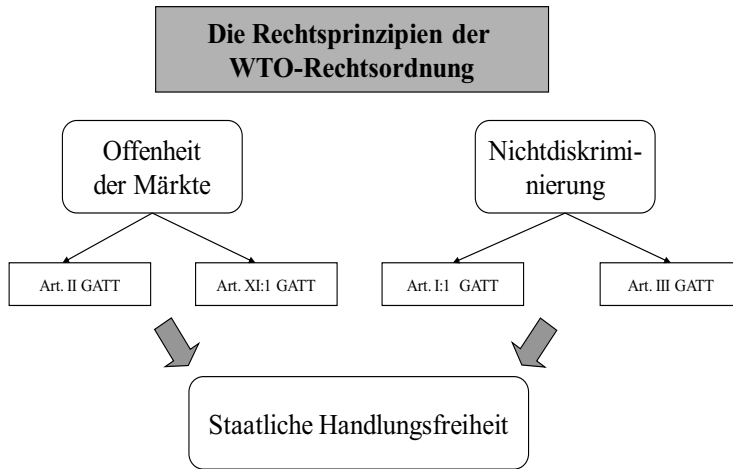 Die Rechtsprinzipien der
WTO-Rechtsordnung
Offenheit
der Märkte
Nichtdiskrimi-
nierung
Art. II GATT
Art. XI:1 GATT
Art. I:1 GATT
Art. III GATT
Staatliche Handlungsfreiheit